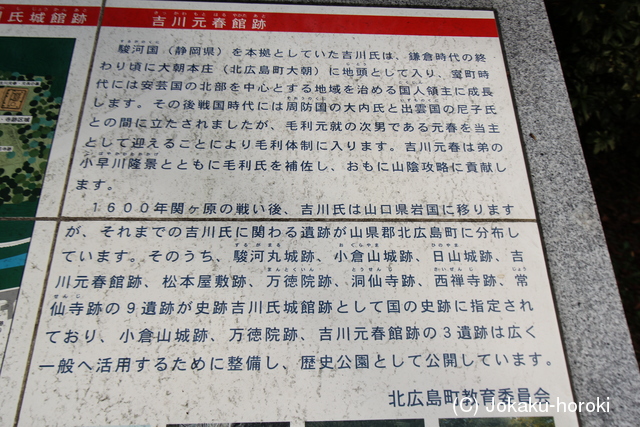 氏城館跡
きっかわもとはるやかたあと
吉川元春館跡
駿河国（静岡県）を本拠としていた吉川氏は、鎌倉時代の終
わり頃に大朝本庄（北広島町大朝）に地頭として入り、室町時
代には安芸国の北部を中心とする地域を治める国人領主に成長
します。その後戦国時代には周防国の大内氏と出雲国の尼子氏
との間に立たされましたが、毛利元就の次男である元春を当主
として迎えることにより毛利体制に入ります。吉川元春は弟の
小早川隆景とともに毛利氏を補佐し、おもに山陰攻略に貢献し
ます。
1600年関ヶ原の戦い後、吉川氏は山口県岩国に移ります
が、それまでの吉川氏に関わる遺跡が山県郡北広島町に分布し
ています。そのうち、駿河丸城跡、小倉山城跡、日山城跡、吉
川元春館跡、松本屋敷跡、万徳院跡、洞仙寺跡、西禅寺跡、常
仙寺跡の９遺跡が史跡吉川氏城館跡として国の史跡に指定され
ており、小倉山城跡、万徳院跡、吉川元春館跡の３遺跡は広く
一般へ活用するために整備し、歴史公園として公開しています。
北広島町教育委員会
(C) Jokaku-horoki